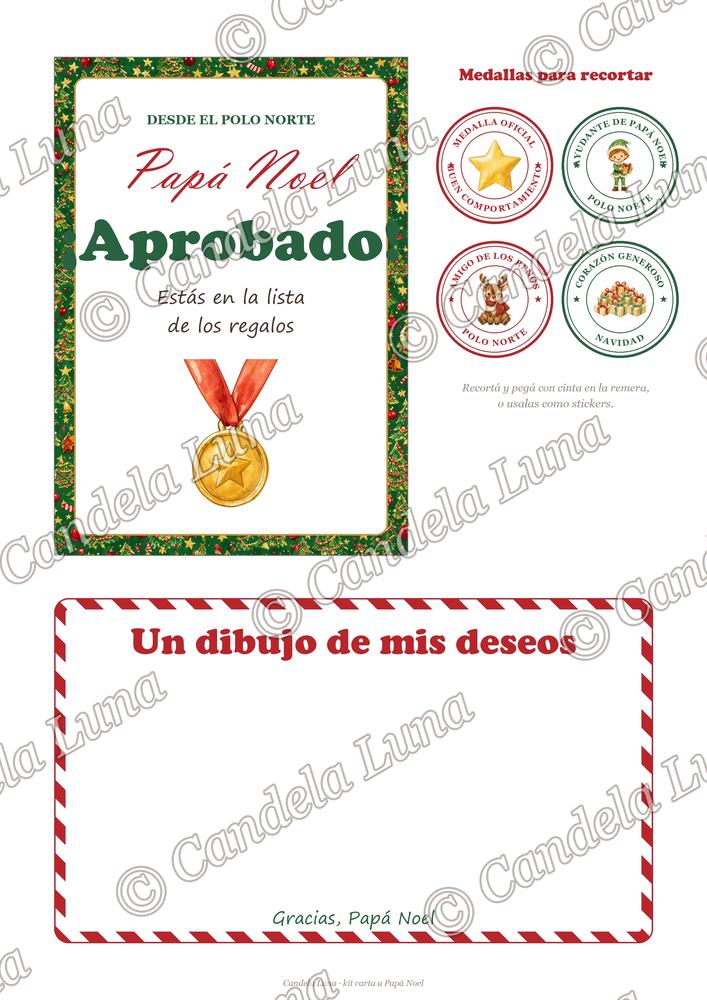 DESDE EL POLO NORTE
Papá Noel
¡Aprobado!
Estás en la lista
de los regalos
Medallas para recortar
MEDALLA OFICIAL
BUEN COMPORTAMIENTO
AYUDANTE DE PAPÁ NOEL
POLO NORTE
AMIGO DE LOS RENOS
POLO NORTE
CORAZÓN GENEROSO
NAVIDAD
Recortá y pegá con cinta en la remera,
o usalas como stickers.
Un dibujo de mis deseos
Gracias, Papá Noel
Candela Luna - kit carta a Papá Noel
© Candela Luna